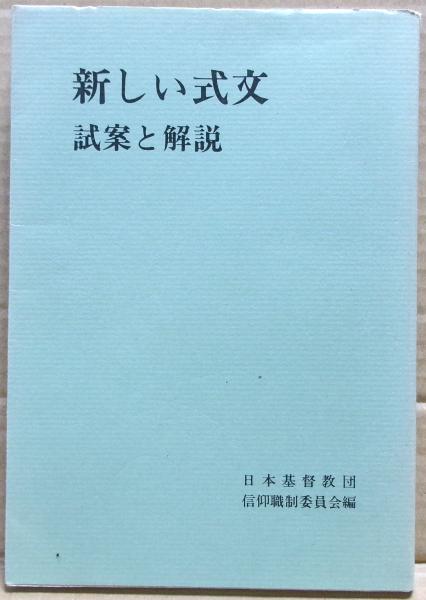 新しい式文
試案と解説
日本基督教団
信仰職制委員会編